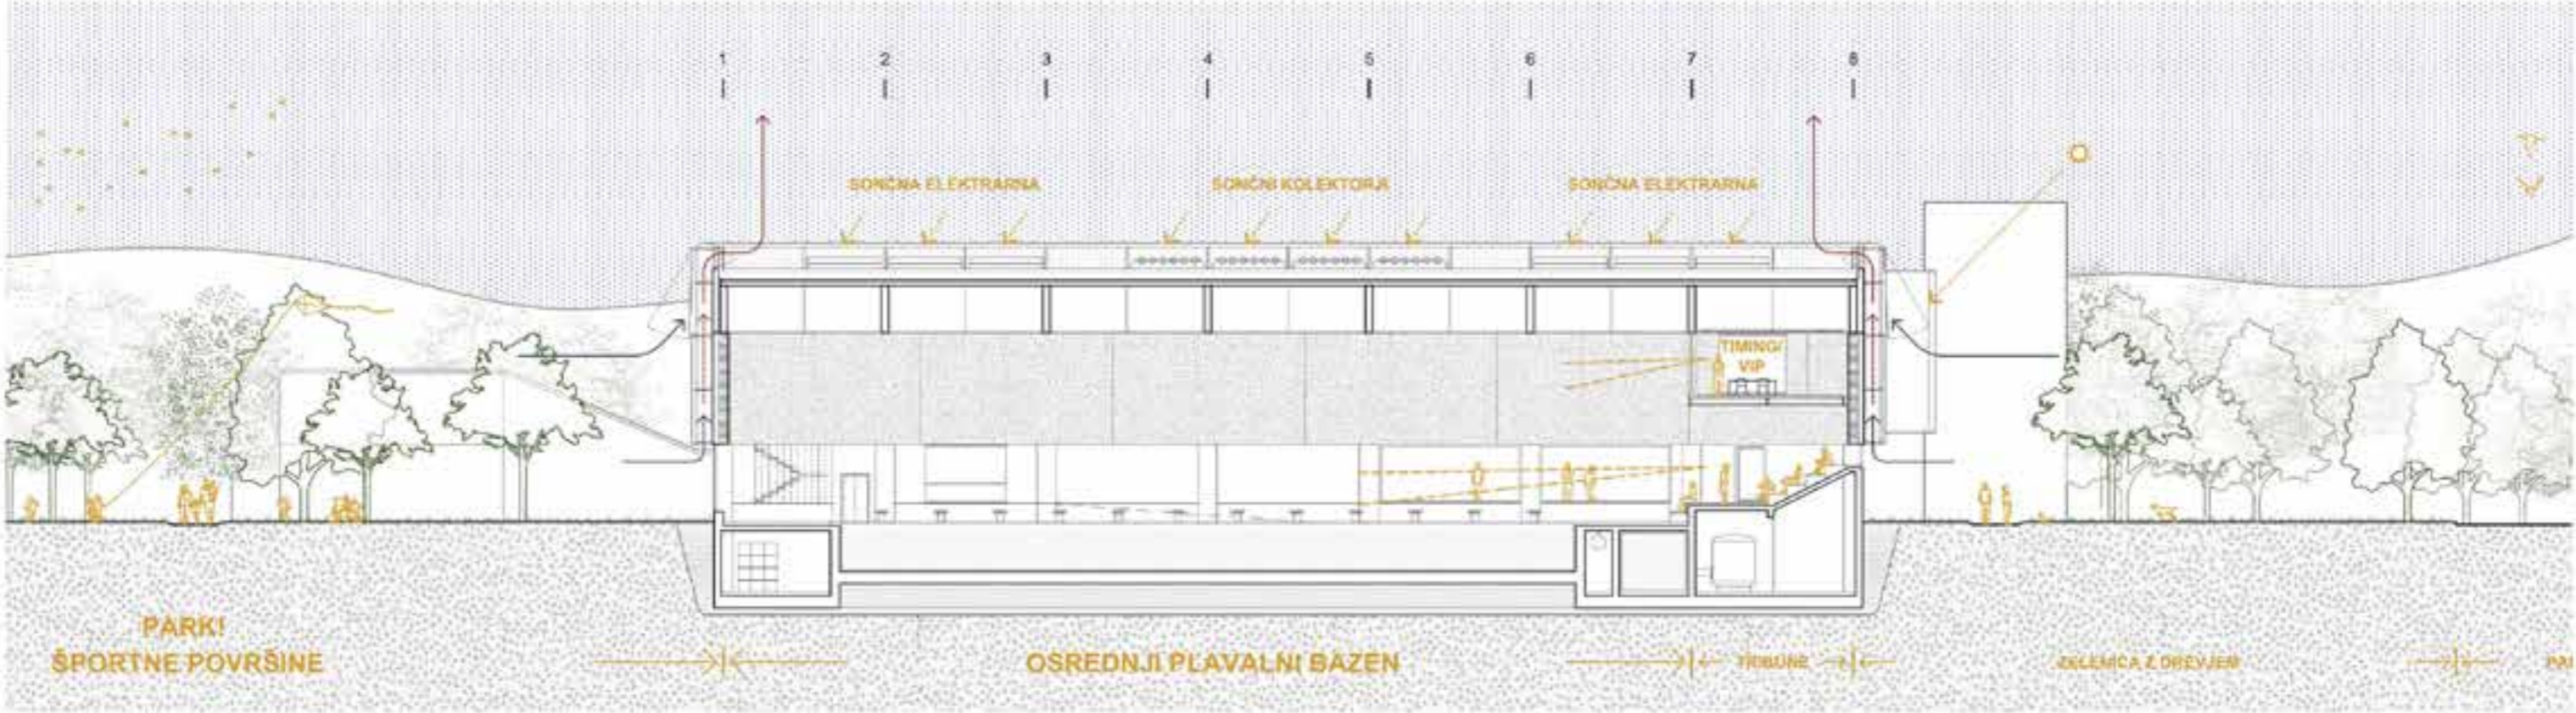 1 2 3 4 5 6 7 8
SONČNA ELEKTRARNA SONČNI KOLEKTORJI SONČNA ELEKTRARNA
TIMING/
VIP
PARK!
ŠPORTNE POVRŠINE
OSREDNJI PLAVALNI BAZEN
TRIBUNE
ZELENICA Z DREVJEM